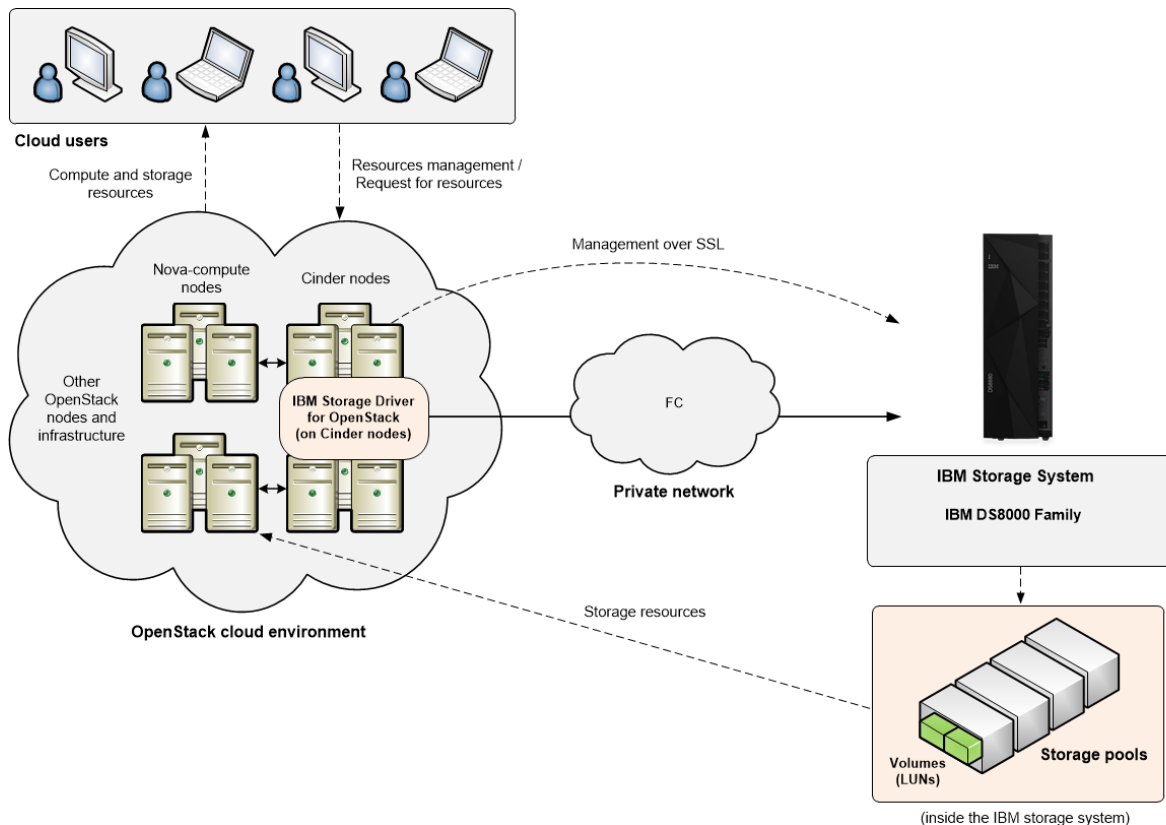 Cloud users
Compute and storage
resources
Resources management /
Request for resources
Management over SSL
Nova-compute
nodes
Cinder nodes
Other
OpenStack
nodes and
infrastructure
IBM Storage Driver
for OpenStack
(on Cinder nodes)
FC
Private network
IBM Storage System
IBM DS8000 Family
OpenStack cloud environment
Storage resources
Volumes
(LUNs)
Storage pools
(inside the IBM storage system)